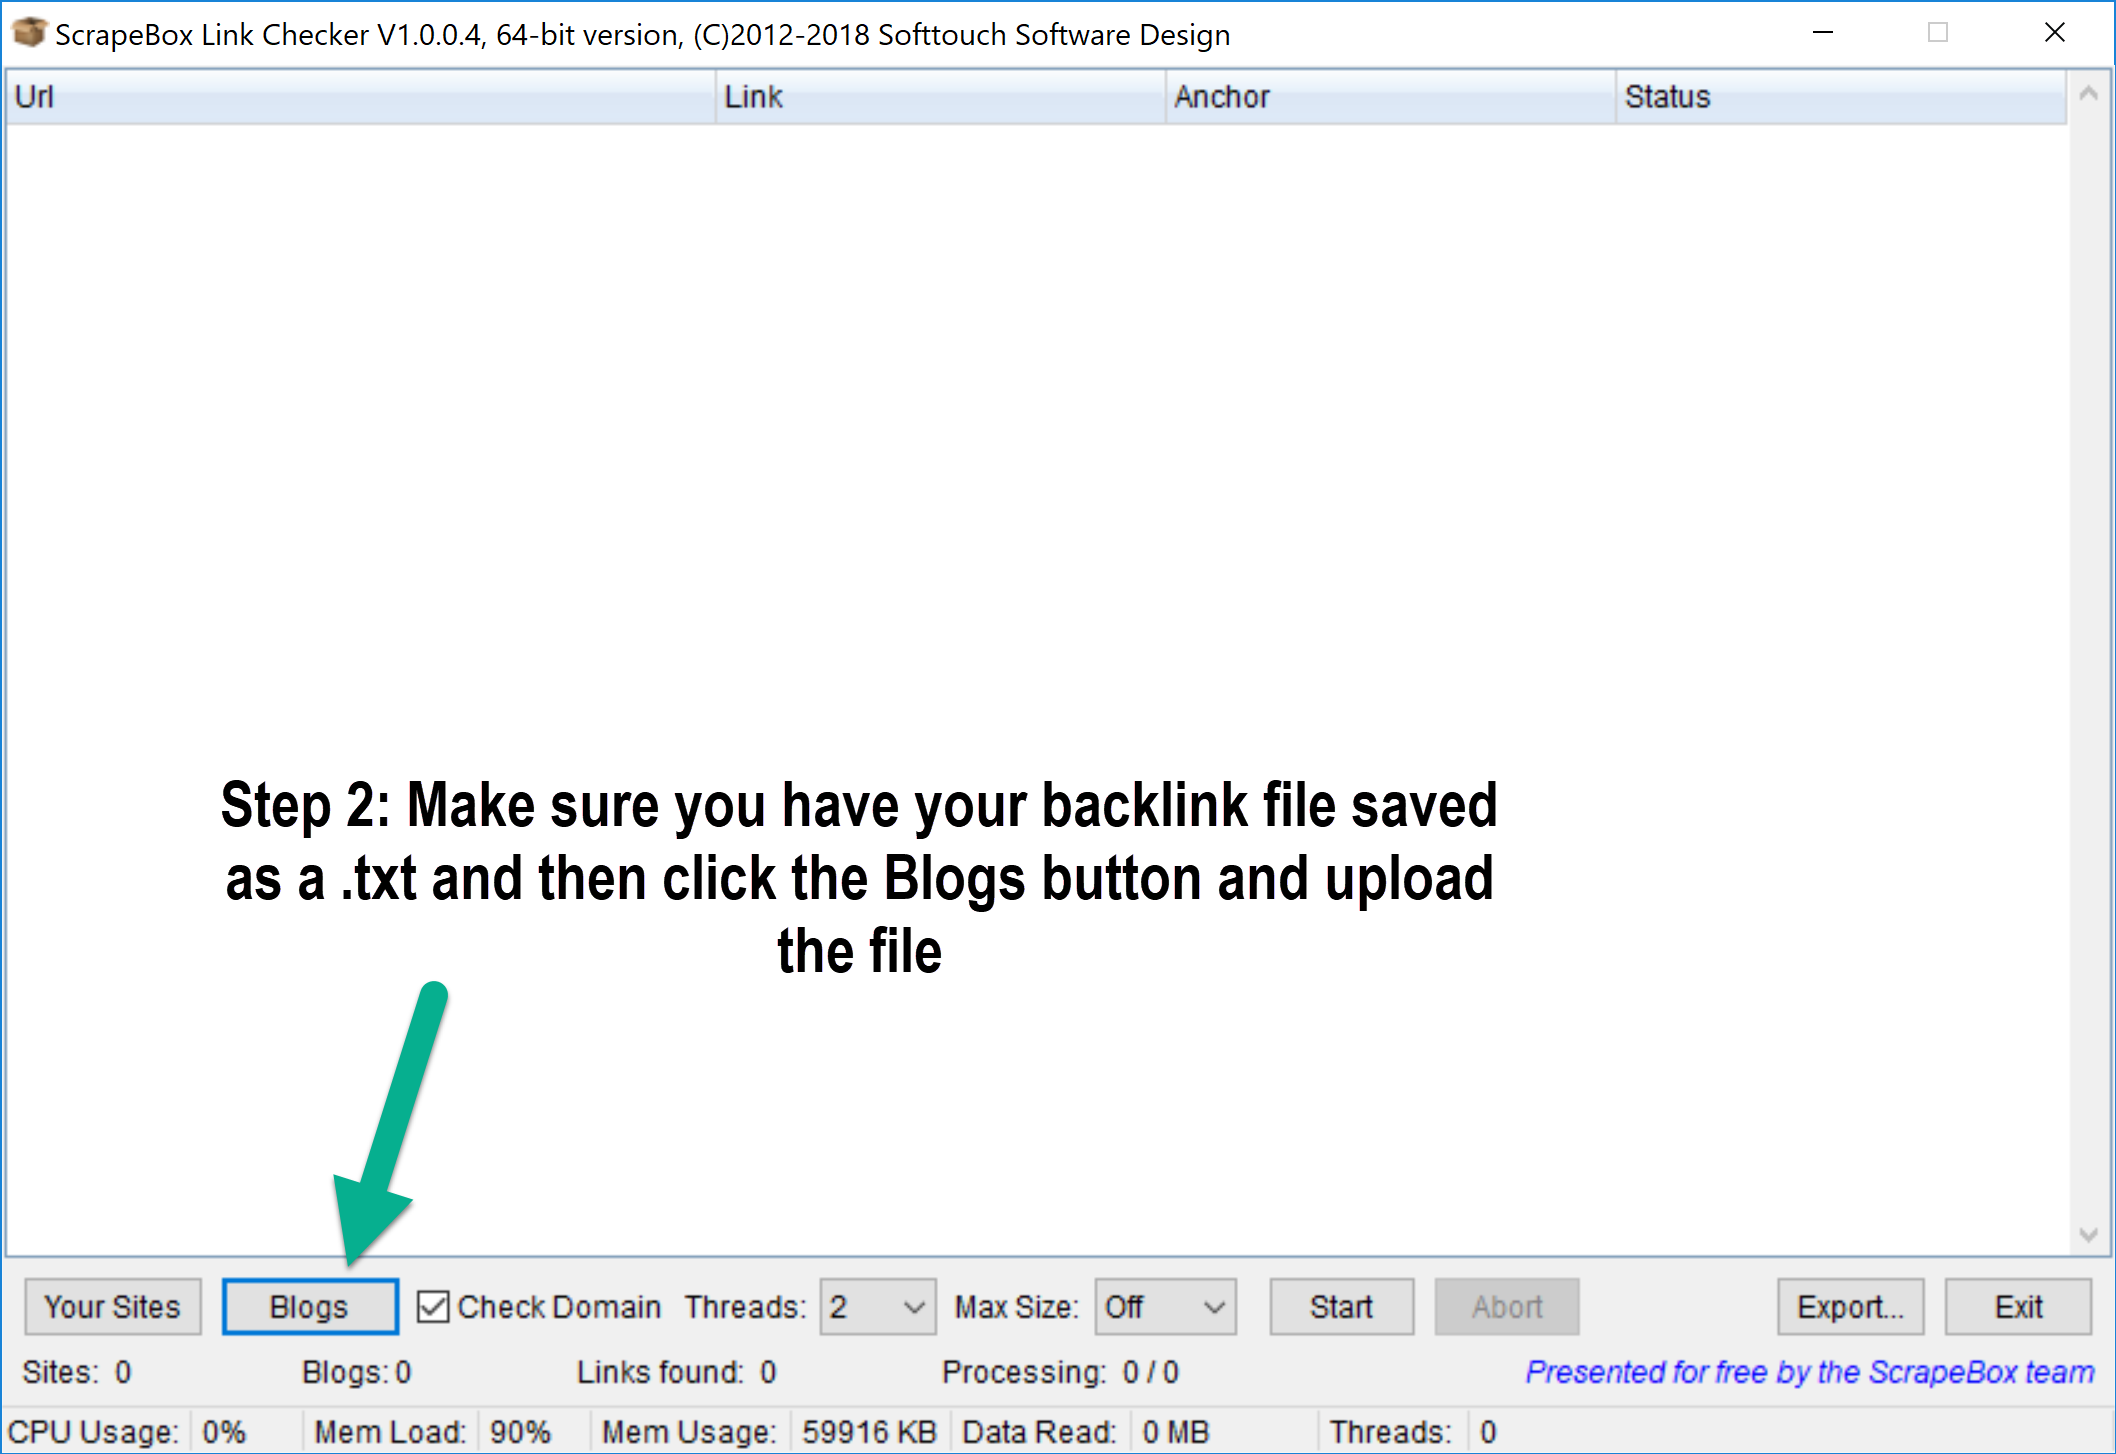 ScrapeBox Link Checker V1.0.0.4, 64-bit version, (C)2012-2018 Softtouch Software Design
Url Link Anchor Status
Step 2: Make sure you have your backlink file saved
as a .txt and then click the Blogs button and upload
the file
Your Sites Blogs Check Domain Threads: 2 Max Size: Off Start Abort Export... Exit
Sites: 0 Blogs: 0 Links found: 0 Processing: 0 / 0 Presented for free by the ScrapeBox team
CPU Usage: 0% Mem Load: 90% Mem Usage: 59916 KB Data Read: 0 MB Threads: 0